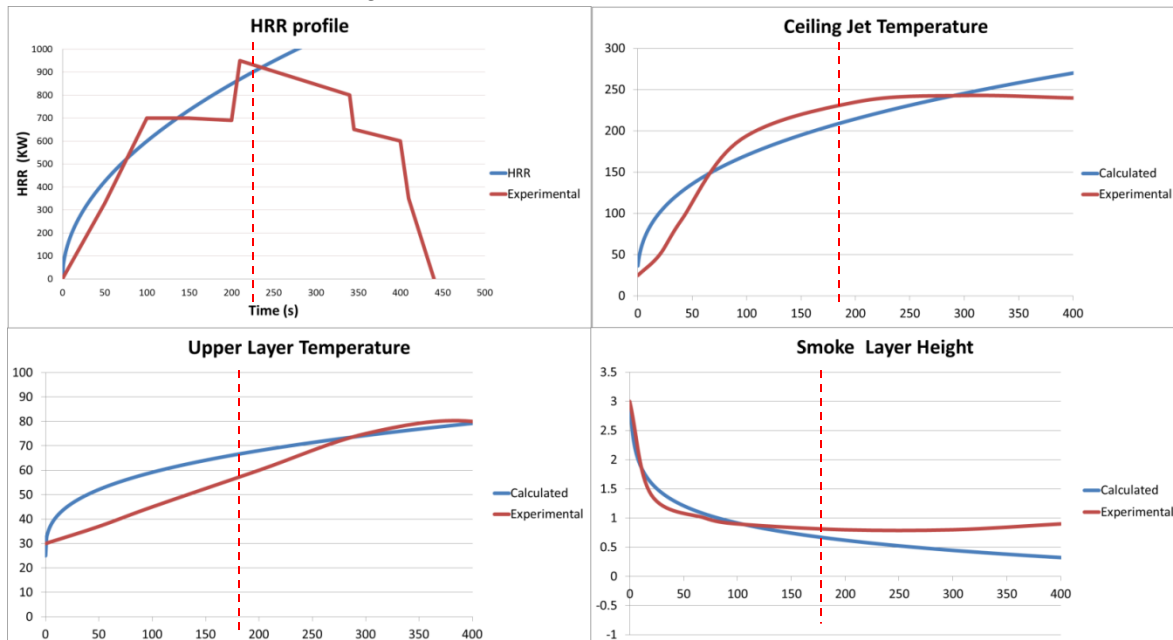 HRR profile
1000
900
800
700
600
500
400
300
200
100
0
HRR (KW)
0 50 100 150 200 250 300 350 400 450 500
Time (s)
HRR
Experimental
Ceiling Jet Temperature
300
250
200
150
100
50
0
0 50 100 150 200 250 300 350 400
Calculated
Experimental
Upper Layer Temperature
100
90
80
70
60
50
40
30
20
10
0
0 50 100 150 200 250 300 350 400
Calculated
Experimental
Smoke Layer Height
3.5
3
2.5
2
1.5
1
0.5
0
-0.5
-1
0 50 100 150 200 250 300 350 400
Calculated
Experimental